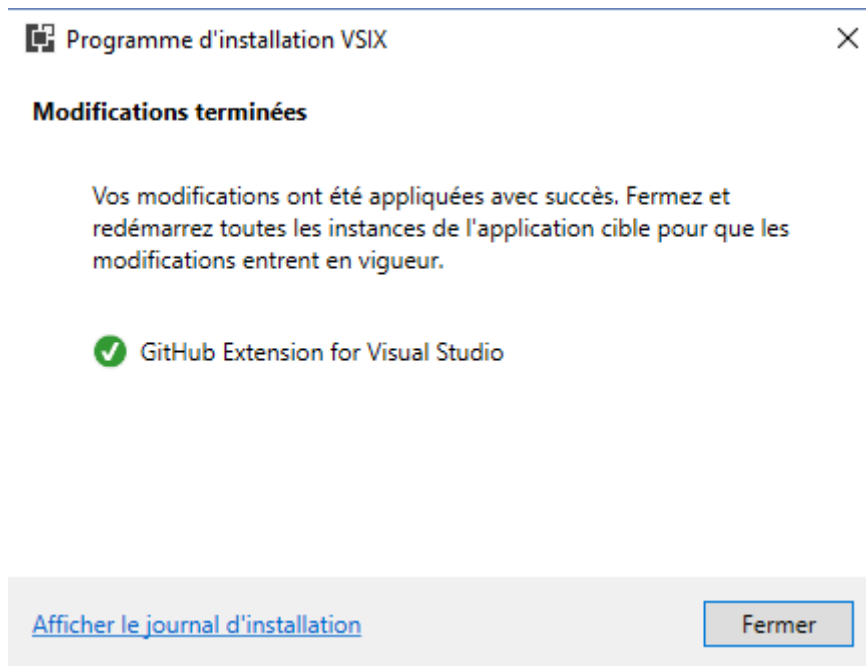 Programme d'installation VSIX
Modifications terminées
Vos modifications ont été appliquées avec succès. Fermez et
redémarrez toutes les instances de l'application cible pour que les
modifications entrent en vigueur.
GitHub Extension for Visual Studio
Afficher le journal d'installation
Fermer